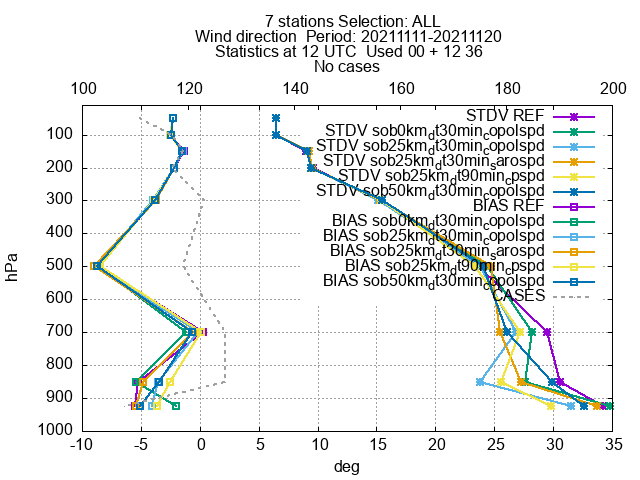 7 stations Selection: ALL
Wind direction  Period: 20211111-20211120
Statistics at 12 UTC  Used 00 + 12 36
No cases
100 120 140 160 180 200
STDV REF
STDV sob0km_dt30min_copolspd
STDV sob25km_dt30min_copolspd
STDV sob25km_dt30min_sarospd
STDV sob25km_dt90min_cpspd
STDV sob50km_dt30min_copolspd
BIAS REF
BIAS sob0km_dt30min_copolspd
BIAS sob25km_dt30min_copolspd
BIAS sob25km_dt30min_sarospd
BIAS sob25km_dt90min_cpspd
BIAS sob50km_dt30min_copolspd
CASES
hPa
100
200
300
400
500
600
700
800
900
1000
-10 -5 0 5 10 15 20 25 30 35
deg